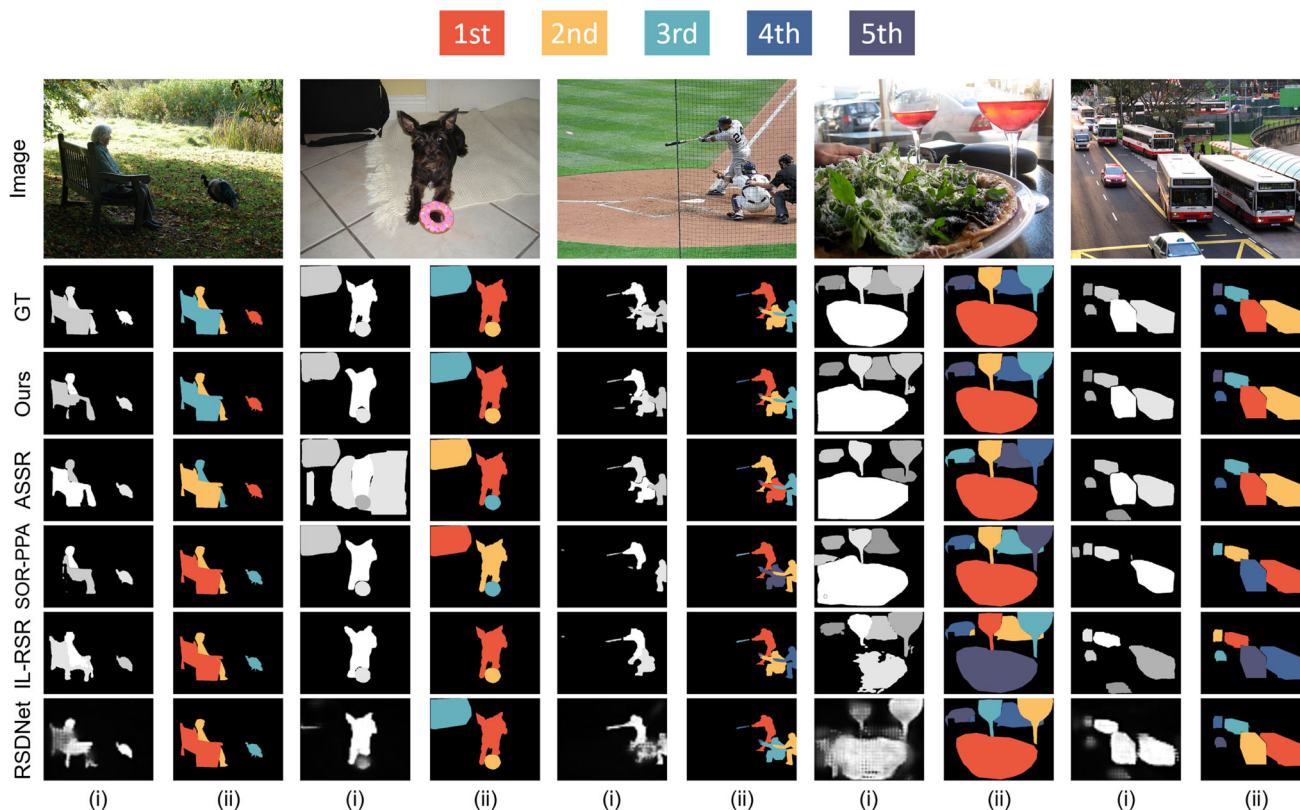 1st 2nd 3rd 4th 5th
Image
GT
Ours
ASSR
SOR-PPA
IL-RSR
RSDNet
(i) (ii) (i) (ii) (i) (ii) (i) (ii) (i) (ii)